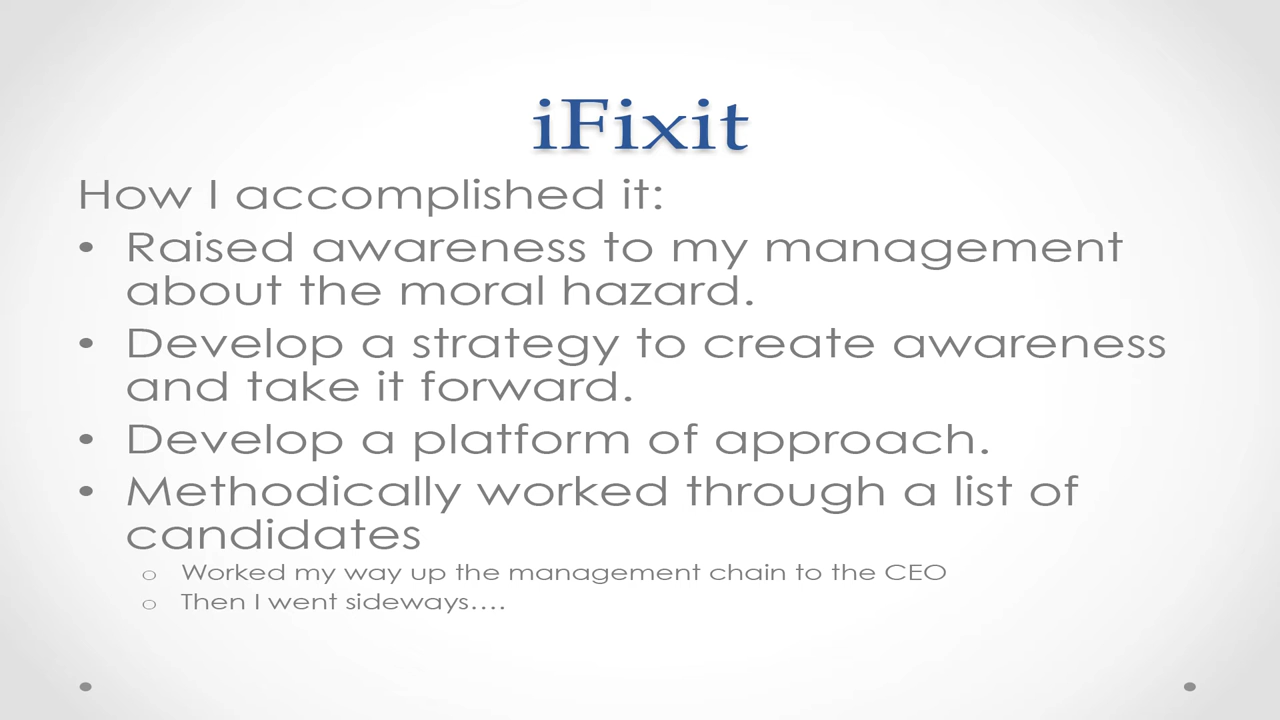 iFixit
How I accomplished it:
• Raised awareness to my management
about the moral hazard.
• Develop a strategy to create awareness
and take it forward.
• Develop a platform of approach.
• Methodically worked through a list of
candidates
o Worked my way up the management chain to the CEO
o Then I went sideways….